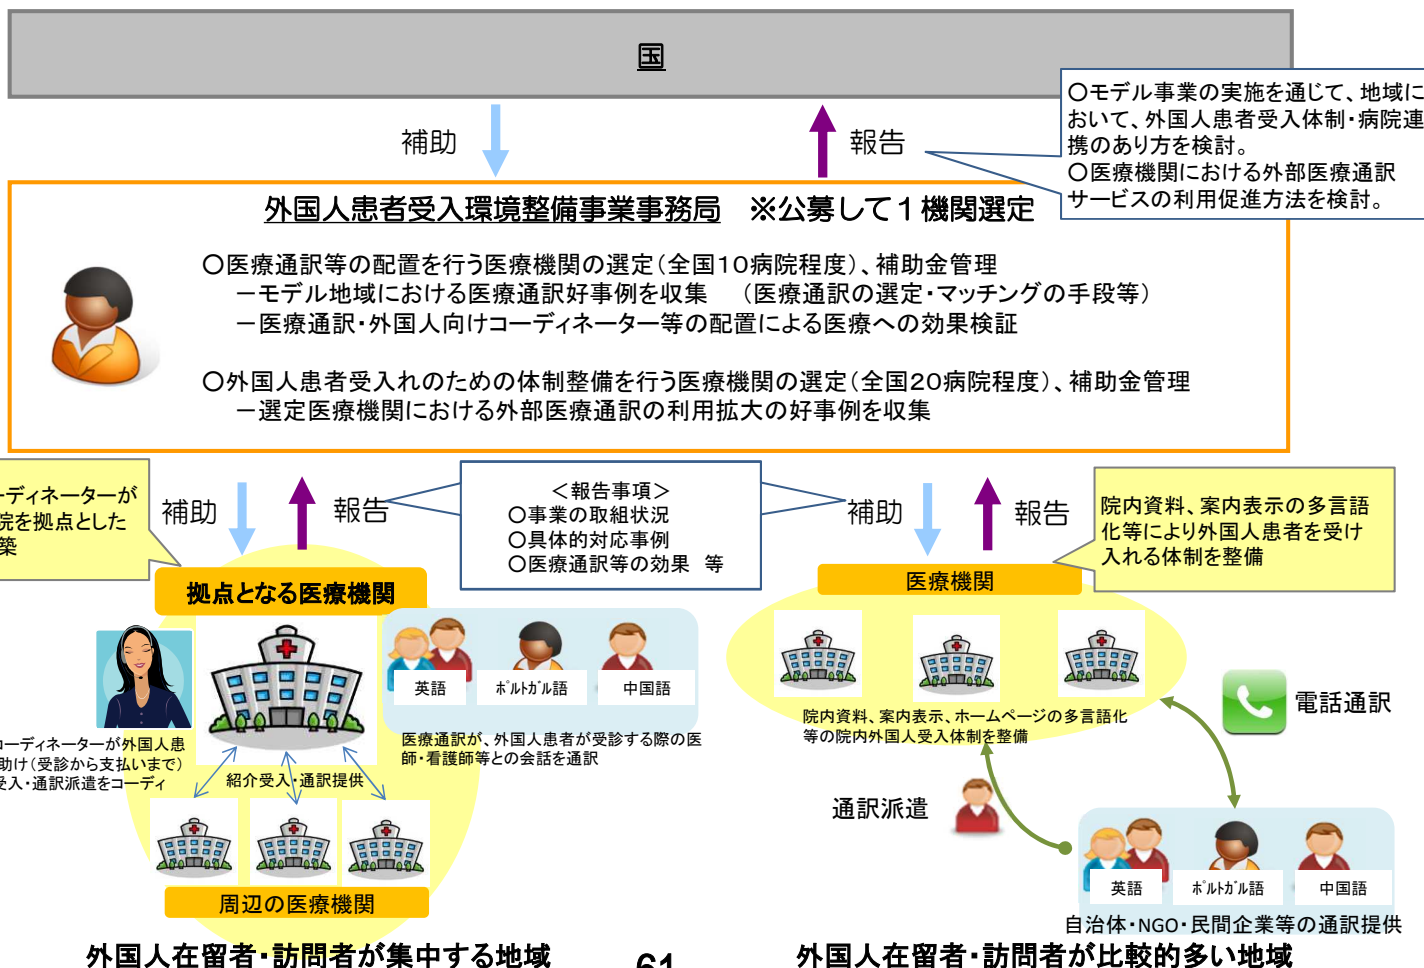 国
補助
報告
〇モデル事業の実施を通じて、地域に
おいて、外国人患者受入体制・病院連
携のあり方を検討。
〇医療機関における外部医療通訳
サービスの利用促進方法を検討。
外国人患者受入環境整備事業事務局　※公募して１機関選定
〇医療通訳等の配置を行う医療機関の選定（全国１０病院程度）、補助金管理
－モデル地域における医療通訳好事例を収集　（医療通訳の選定・マッチングの手段等）
－医療通訳・外国人向けコーディネーター等の配置による医療への効果検証
〇外国人患者受入れのための体制整備を行う医療機関の選定（全国２０病院程度）、補助金管理
－選定医療機関における外部医療通訳の利用拡大の好事例を収集
ーディネーターが
院を拠点とした
築
補助
報告
＜報告事項＞
〇事業の取組状況
〇具体的対応事例
〇医療通訳等の効果　等
補助
報告
院内資料、案内表示の多言語
化等により外国人患者を受け
入れる体制を整備
拠点となる医療機関
英語
ﾎﾟﾙﾄｶﾞﾙ語
中国語
コーディネーターが外国人患
助け（受診から支払いまで）
受入・通訳派遣をコーディ
医療通訳が、外国人患者が受診する際の医
師・看護師等との会話を通訳
紹介受入・通訳提供
周辺の医療機関
外国人在留者・訪問者が集中する地域
61
医療機関
院内資料、案内表示、ホームページの多言語化
等の院内外国人受入体制を整備
電話通訳
通訳派遣
英語
ﾎﾟﾙﾄｶﾞﾙ語
中国語
自治体・NGO・民間企業等の通訳提供
外国人在留者・訪問者が比較的多い地域